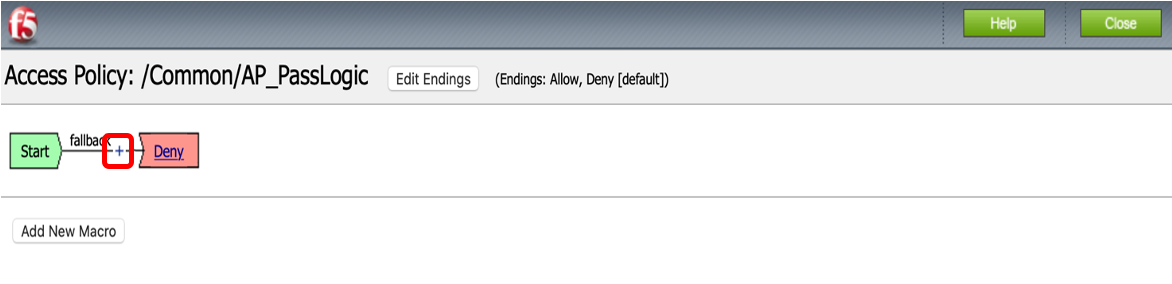 f5
Help
Close
Access Policy: /Common/AP_PassLogic
Edit Endings
(Endings: Allow, Deny [default])
fallback
Start
+
Deny
Add New Macro